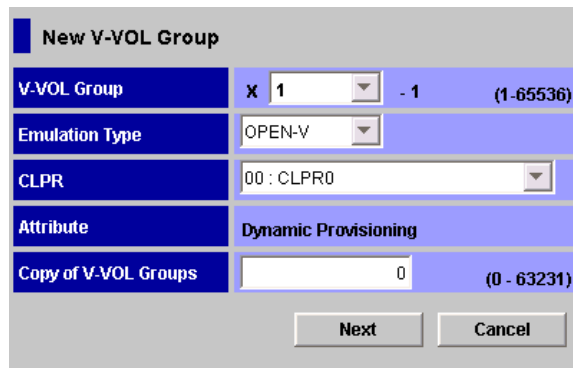 New V-VOL Group
V-VOL Group X 1 - 1 (1-65536)
Emulation Type OPEN-V
CLPR 00 : CLPR0
Attribute Dynamic Provisioning
Copy of V-VOL Groups 0 (0 - 63231)
Next Cancel